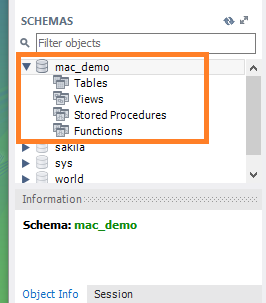 SCHEMAS
Filter objects
mac_demo
Tables
Views
Stored Procedures
Functions
sakila
sys
world
Information
Schema: mac_demo
Object Info Session